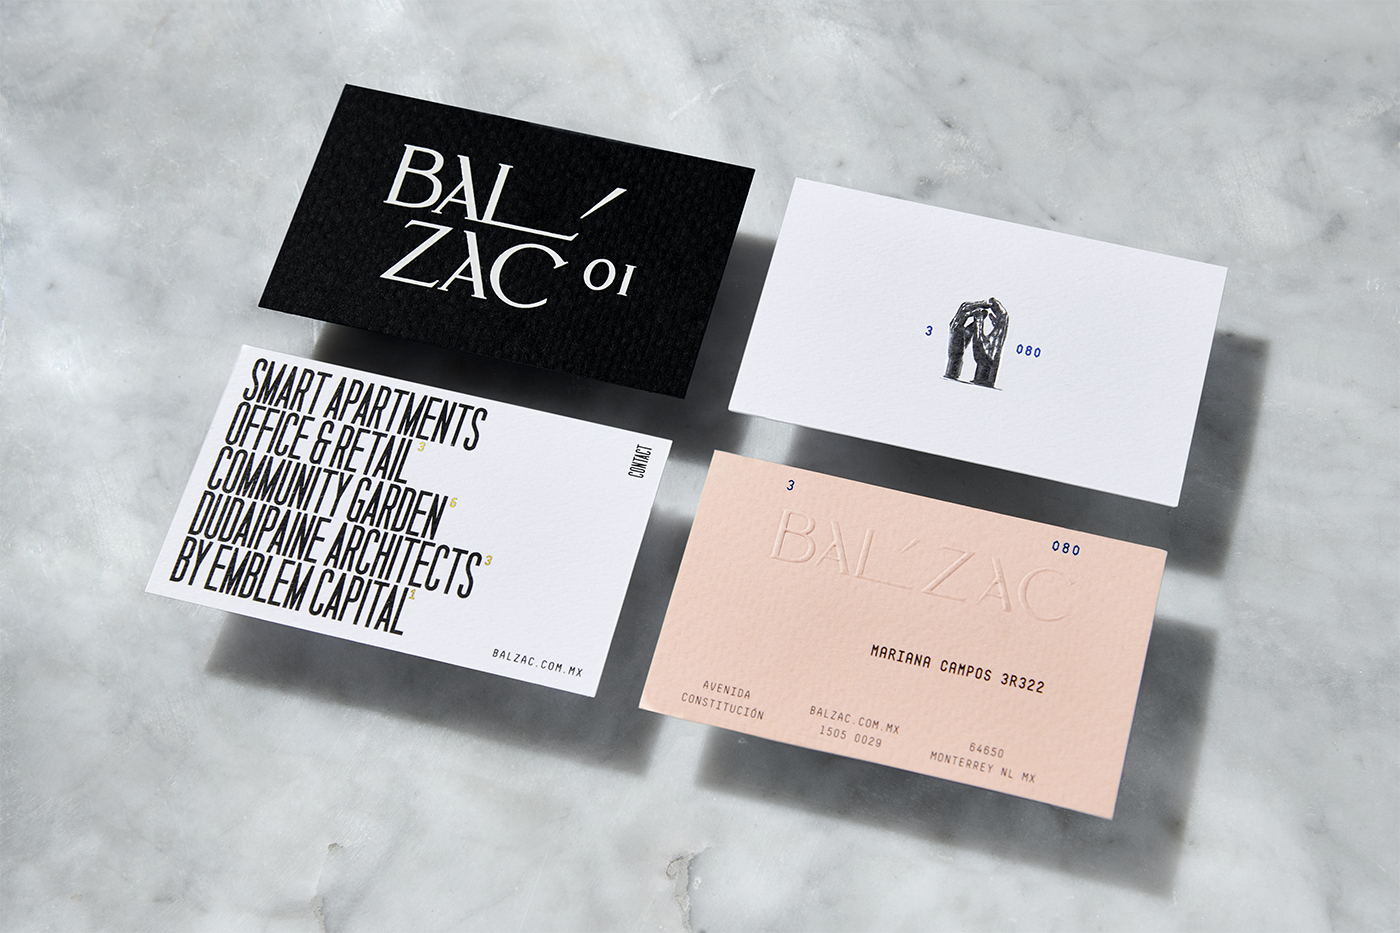 BAL´
ZAC 01
3
080
SMART APARTMENTS
OFFICE & RETAIL 3
COMMUNITY GARDEN 6
DUDAIPAINE ARCHITECTS 3
BY EMBLEM CAPITAL 1
CONTACT
BALZAC.COM.MX
3
080
BAL´ZAC
MARIANA CAMPOS 3R322
AVENIDA
CONSTITUCIÓN
BALZAC.COM.MX
1505 0029
64650
MONTERREY NL MX